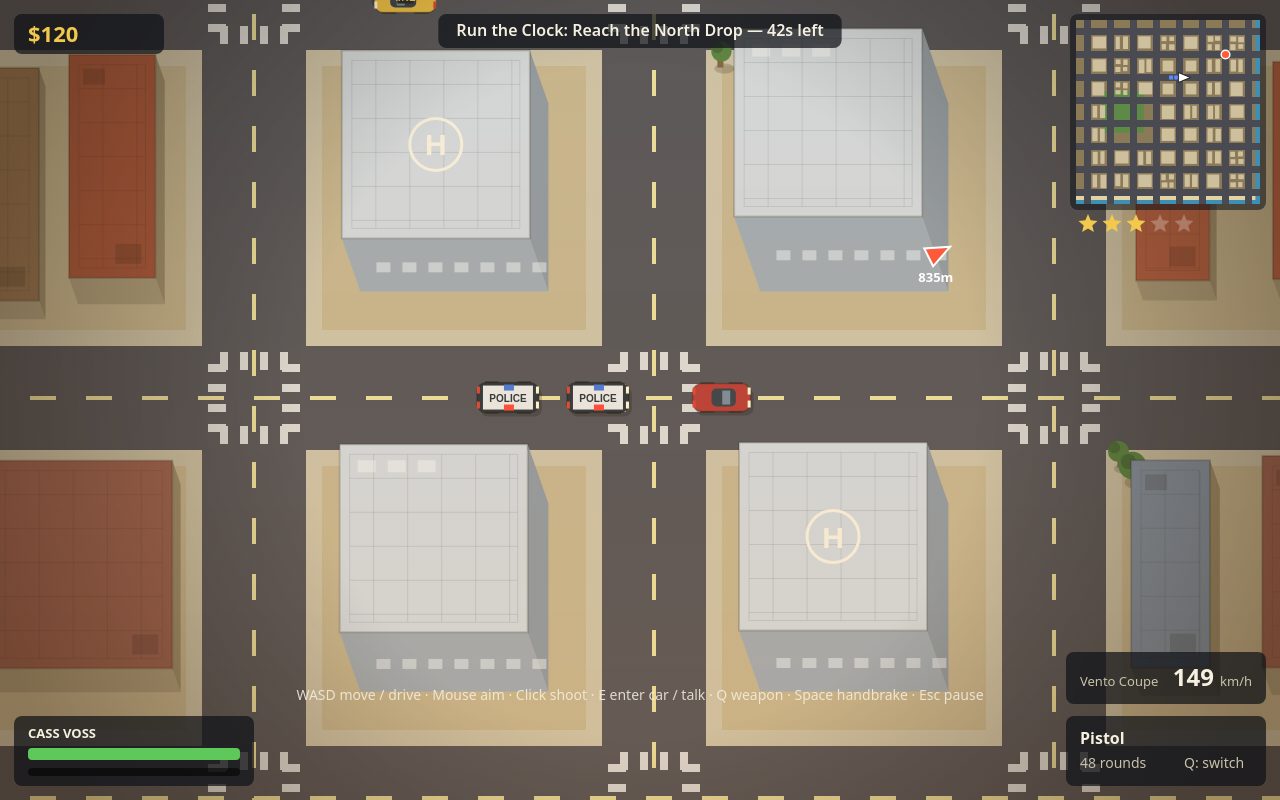 $120
Run the Clock: Reach the North Drop — 42s left
H
835m
POLICE
POLICE
H
WASD move / drive · Mouse aim · Click shoot · E enter car / talk · Q weapon · Space handbrake · Esc pause
Vento Coupe 149 km/h
CASS VOSS
Pistol
48 rounds Q: switch